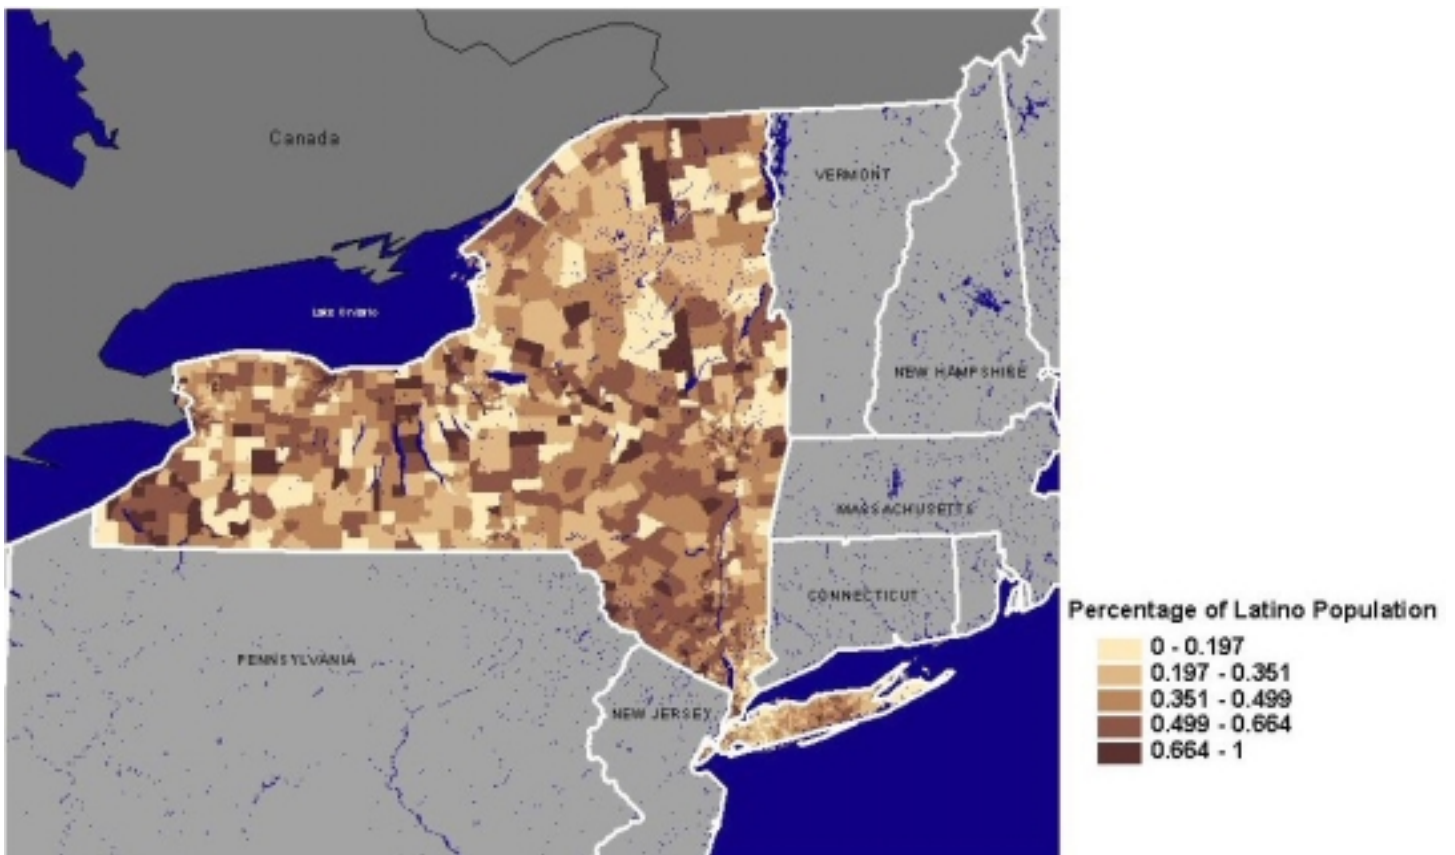 Canada
VERMONT
Lake Ontario
NEW HAMPSHIRE
MASSACHUSETTS
CONNECTICUT
PENNSYLVANIA
NEW JERSEY
Percentage of Latino Population
0 - 0.197
0.197 - 0.351
0.351 - 0.499
0.499 - 0.664
0.664 - 1